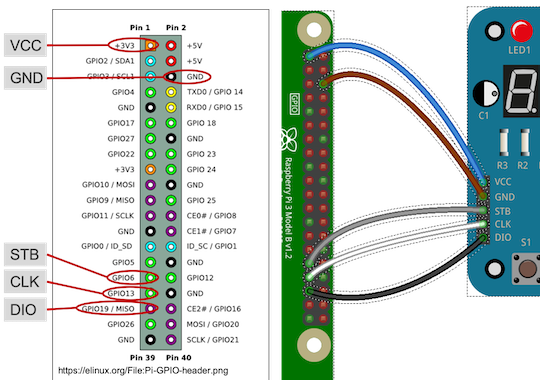 Pin 1 Pin 2
VCC +3V3 +5V
GPIO2 / SDA1 +5V
GND GPIO3 / SCL1 GND
GPIO4 TXD0 / GPIO 14
GND RXD0 / GPIO 15
GPIO17 GPIO 18
GPIO27 GND
GPIO22 GPIO 23
+3V3 GPIO 24
GPIO10 / MOSI GND
GPIO9 / MISO GPIO 25
GPIO11 / SCLK CE0# / GPIO8
GND CE1# / GPIO7
GPIO0 / ID_SD ID_SC / GPIO1
STB GPIO5 GND
GPIO6 GPIO12
CLK GPIO13 GND
DIO GPIO19 / MISO CE2# / GPIO16
GPIO26 MOSI / GPIO20
GND SCLK / GPIO21
Pin 39 Pin 40
https://elinux.org/File:Pi-GPIO-header.png
GPIO
Raspberry Pi 3 Model B v1.2
LED1
C1
R3 R2
VCC
GND
STB
CLK
DIO
S1